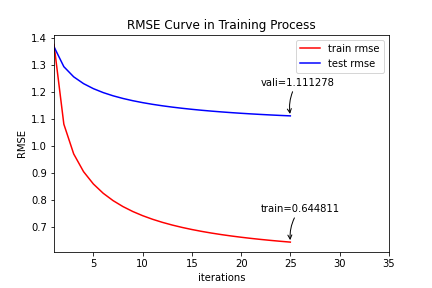 RMSE Curve in Training Process
1.4
1.3
1.2
1.1
1.0
0.9
0.8
0.7
RMSE
train rmse
test rmse
vali=1.111278
train=0.644811
5
10
15
20
25
30
35
iterations